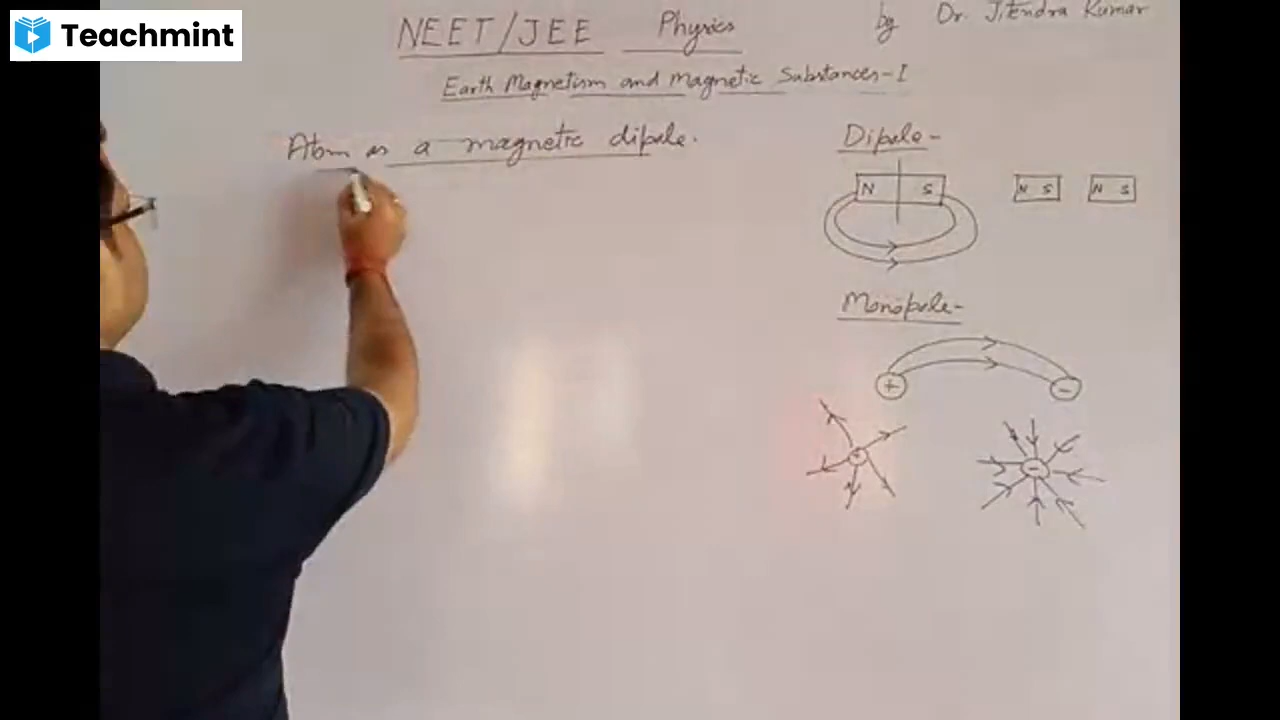 Teachmint
NEET/JEE Physics by Dr. Jitendra Kumar
Earth Magnetism and Magnetic Substances-I
Atom as a magnetic dipole.
Dipole-
N S
N S N S
Monopole-
+ -
+ -